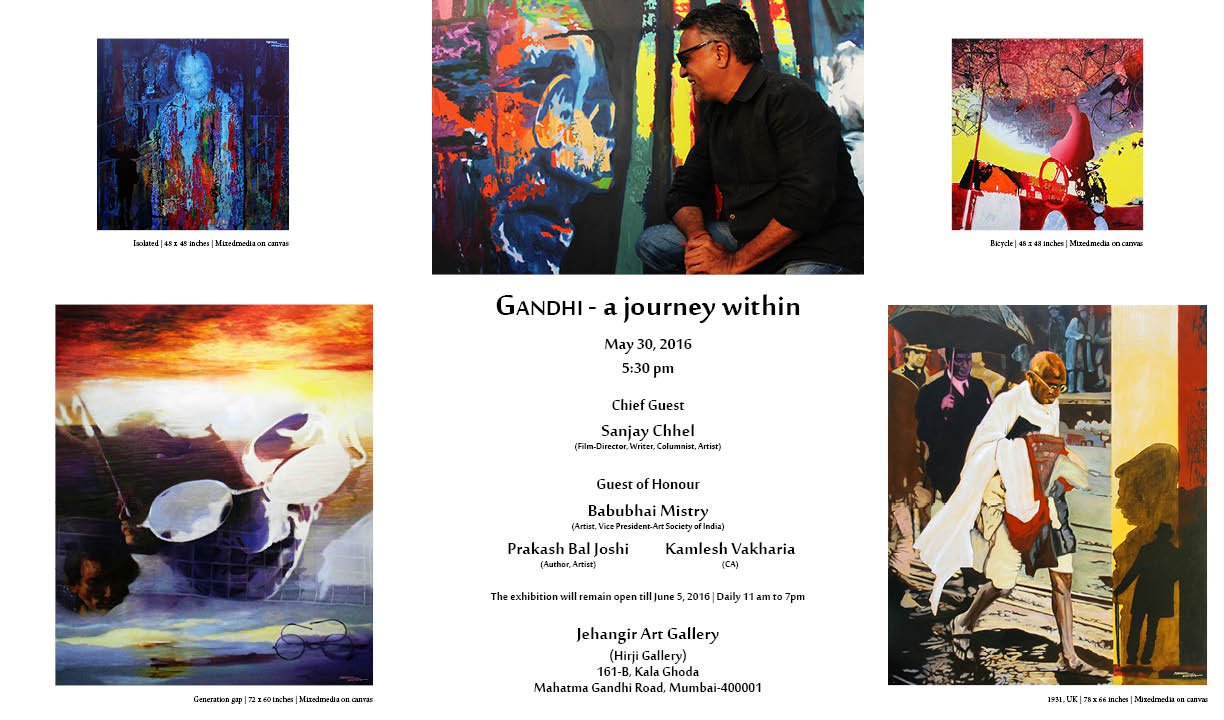 Isolated | 48 x 48 inches | Mixedmedia on canvas
Bicycle | 48 x 48 inches | Mixedmedia on canvas
GANDHI - a journey within
May 30, 2016
5:30 pm
Chief Guest
Sanjay Chhel
(Film-Director, Writer, Columnist, Artist)
Guest of Honour
Babubhai Mistry
(Artist, Vice President-Art Society of India)
Prakash Bal Joshi Kamlesh Vakharia
(Author, Artist) (CA)
The exhibition will remain open till June 5, 2016 | Daily 11 am to 7pm
Jehangir Art Gallery
(Hirji Gallery)
161-B, Kala Ghoda
Mahatma Gandhi Road, Mumbai-400001
Generation gap | 72 x 60 inches | Mixedmedia on canvas
1931, UK | 78 x 66 inches | Mixedmedia on canvas